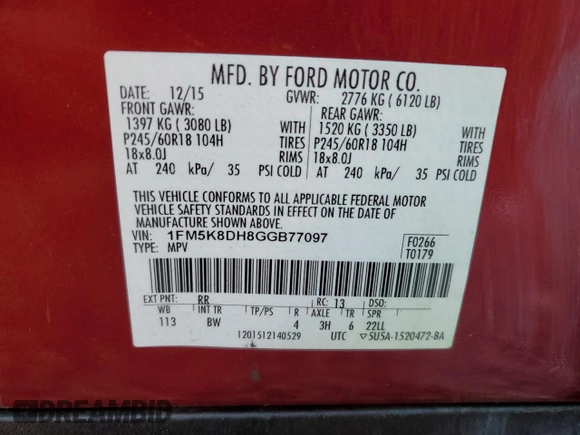 MFD. BY FORD MOTOR CO.
DATE: 12/15 GVWR: 2776 KG ( 6120 LB)
FRONT GAWR: REAR GAWR:
1397 KG ( 3080 LB) WITH 1520 KG ( 3350 LB) WITH
P245/60R18 104H TIRES P245/60R18 104H TIRES
18x8.0J RIMS 18x8.0J RIMS
AT 240 kPa/ 35 PSI COLD AT 240 kPa/ 35 PSI COLD
THIS VEHICLE CONFORMS TO ALL APPLICABLE FEDERAL MOTOR
VEHICLE SAFETY STANDARDS IN EFFECT ON THE DATE OF
MANUFACTURE SHOWN ABOVE.
VIN: 1FM5K8DH8GGB77097 F0266
TYPE: MPV T0179
EXT PNT: RR RC: 13 DSO:
WB INT TR TP/PS R AXLE TR SPR
113 BW 4 3H 6 22LL
1201512140529 UTC ▽5U5A-1520472-BA
DREAMBID